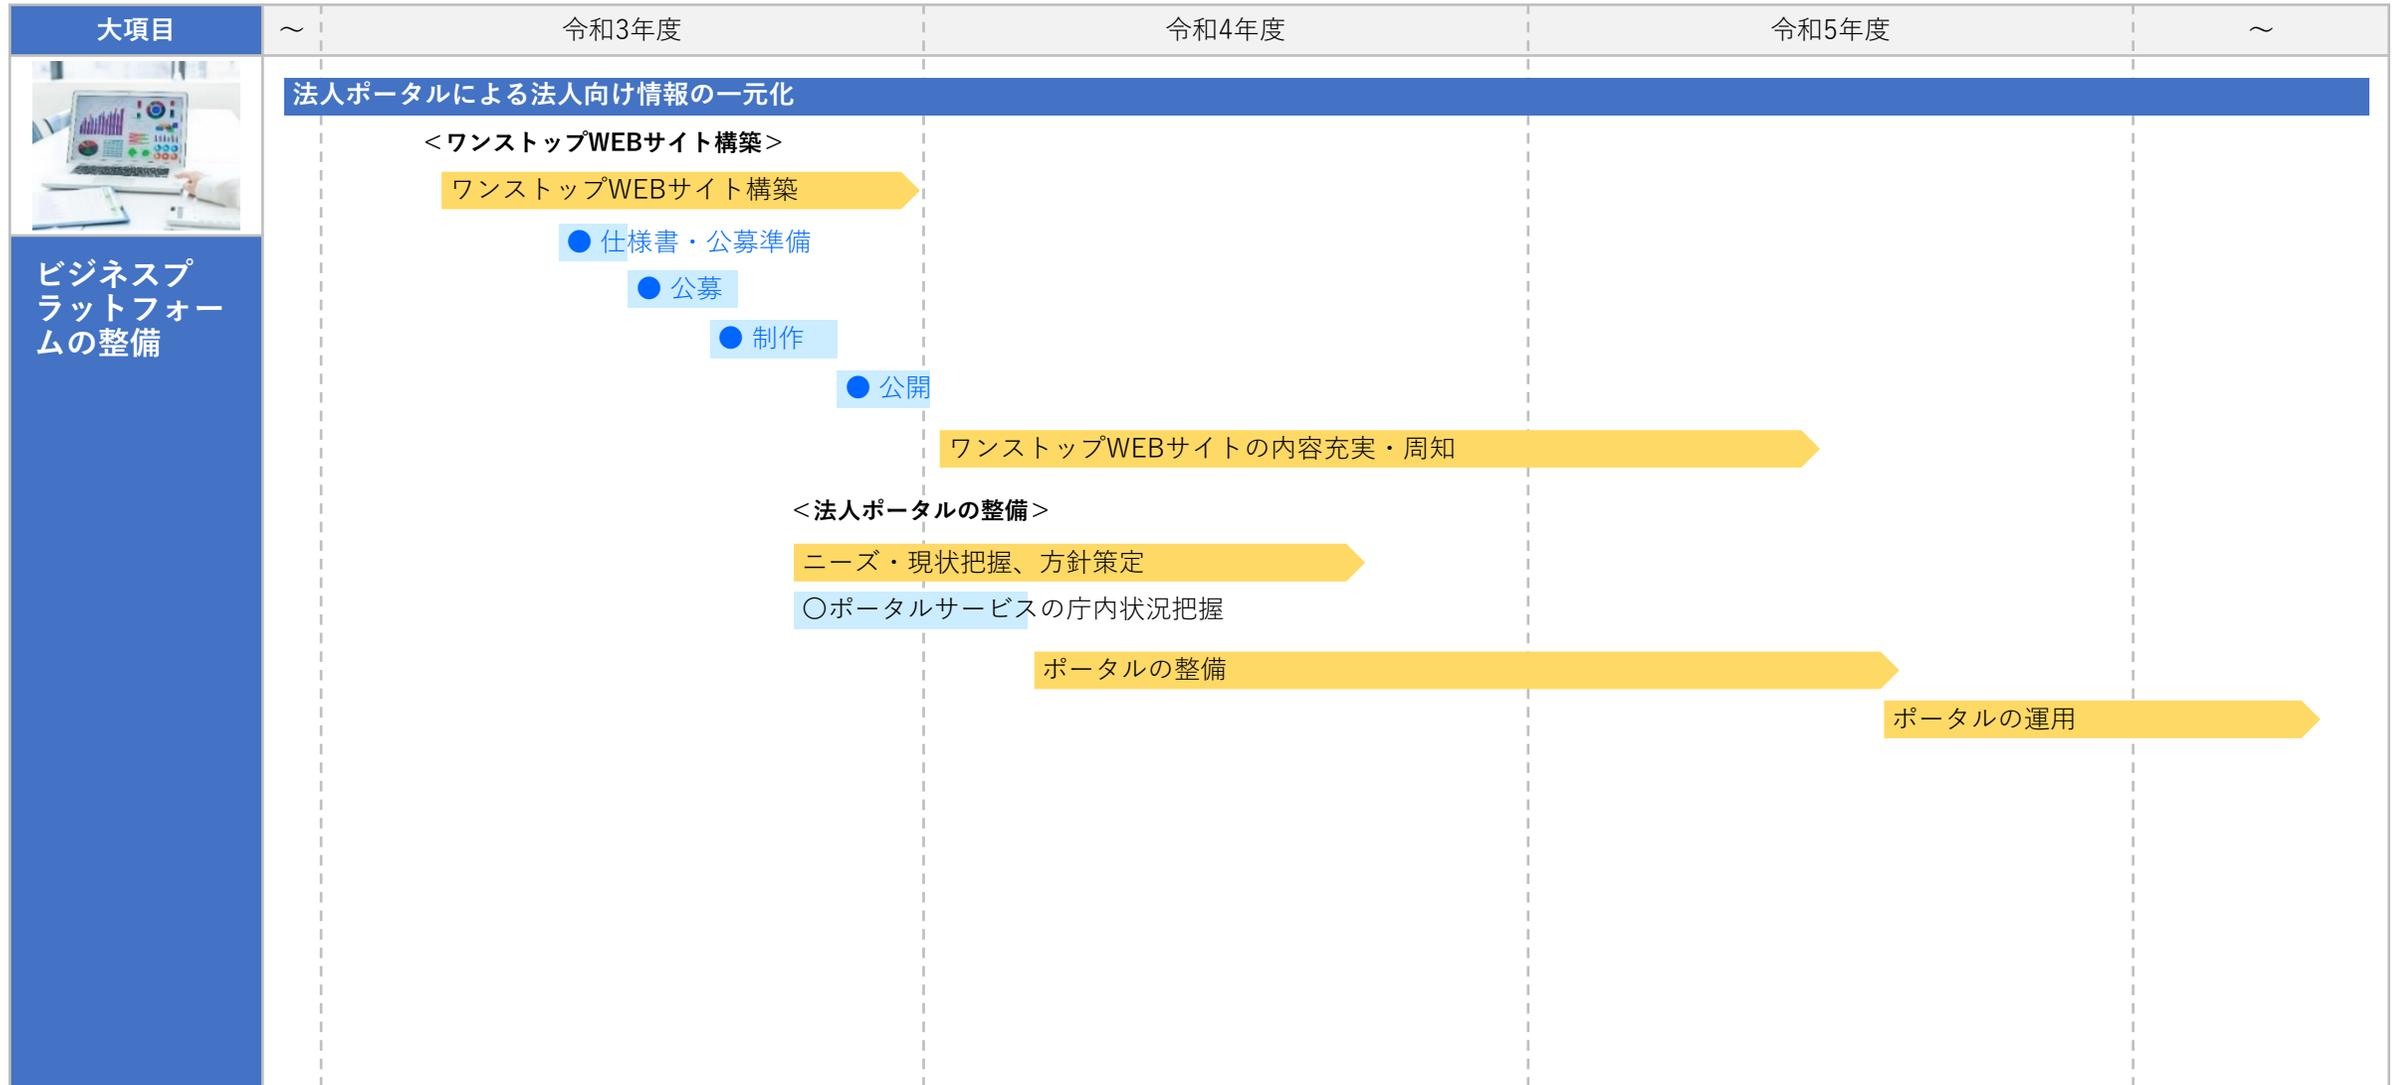 大項目
～
令和3年度
令和4年度
令和5年度
～
法人ポータルによる法人向け情報の一元化
＜ワンストップWEBサイト構築＞
ワンストップWEBサイト構築
● 仕様書・公募準備
● 公募
● 制作
● 公開
ビジネスプ
ラットフォー
ムの整備
ワンストップWEBサイトの内容充実・周知
＜法人ポータルの整備＞
ニーズ・現状把握、方針策定
〇ポータルサービスの庁内状況把握
ポータルの整備
ポータルの運用